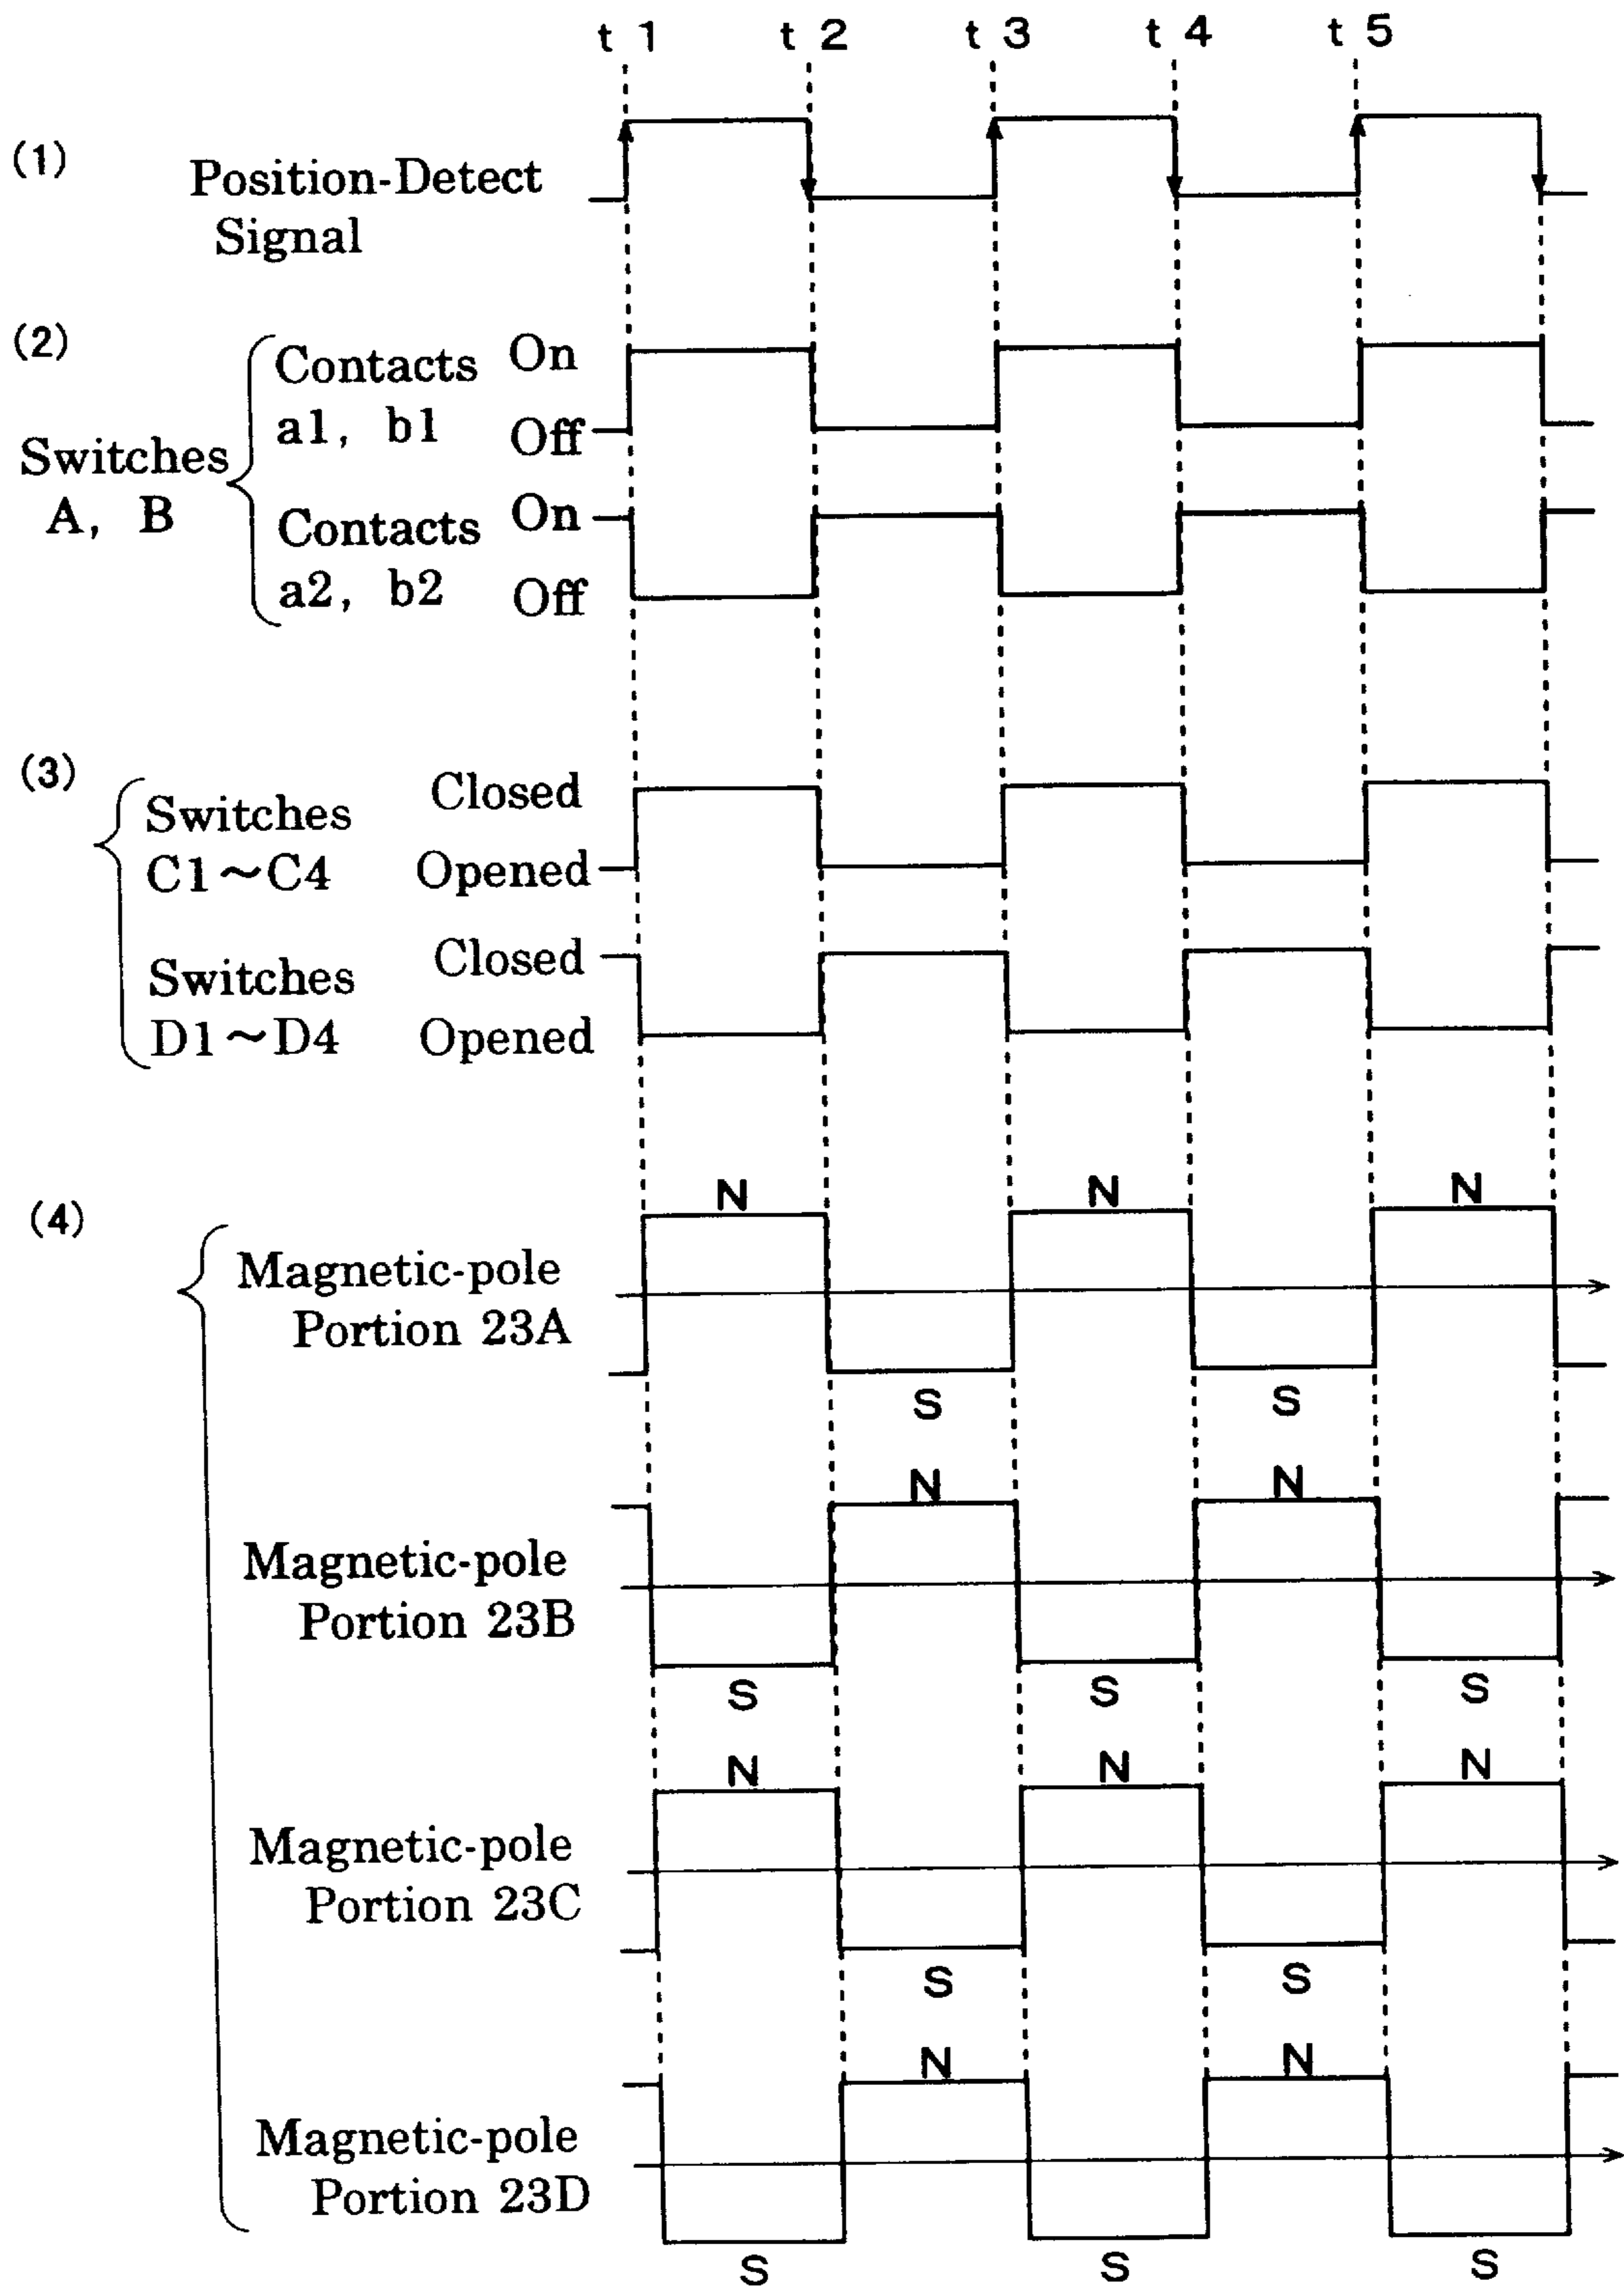 t 1 t 2 t 3 t 4 t 5
(1)
Position-Detect
Signal
(2)
Switches
A, B
Contacts On
a1, b1 Off
Contacts On
a2, b2 Off
(3)
Switches Closed
C1~C4 Opened
Switches Closed
D1~D4 Opened
(4)
N N N
Magnetic-pole
Portion 23A
S S
N N
Magnetic-pole
Portion 23B
S S S
N N N
Magnetic-pole
Portion 23C
S S
N N
Magnetic-pole
Portion 23D
S S S